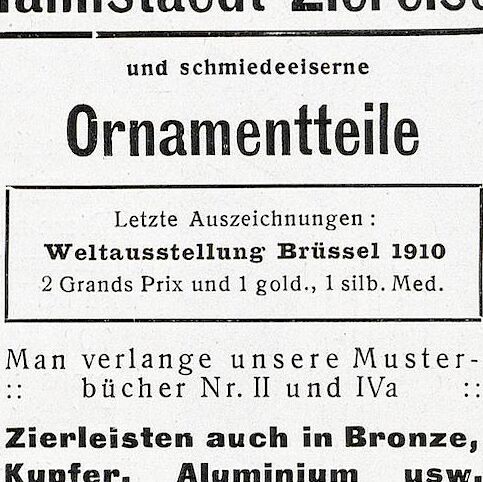 und schmiedeeiserne
Ornamentteile
Letzte Auszeichnungen :
Weltausstellung Brüssel 1910
2 Grands Prix und 1 gold., 1 silb. Med.
Man verlange unsere Muster-
:: bücher Nr. II und IVa ::
Zierleisten auch in Bronze,
Kupfer, Aluminium usw.